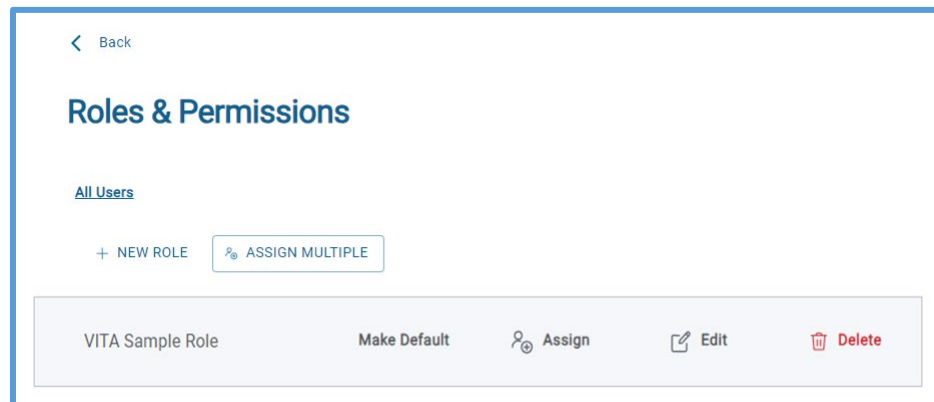 Back
Roles & Permissions
All Users
+ NEW ROLE ASSIGN MULTIPLE
VITA Sample Role Make Default Assign Edit Delete